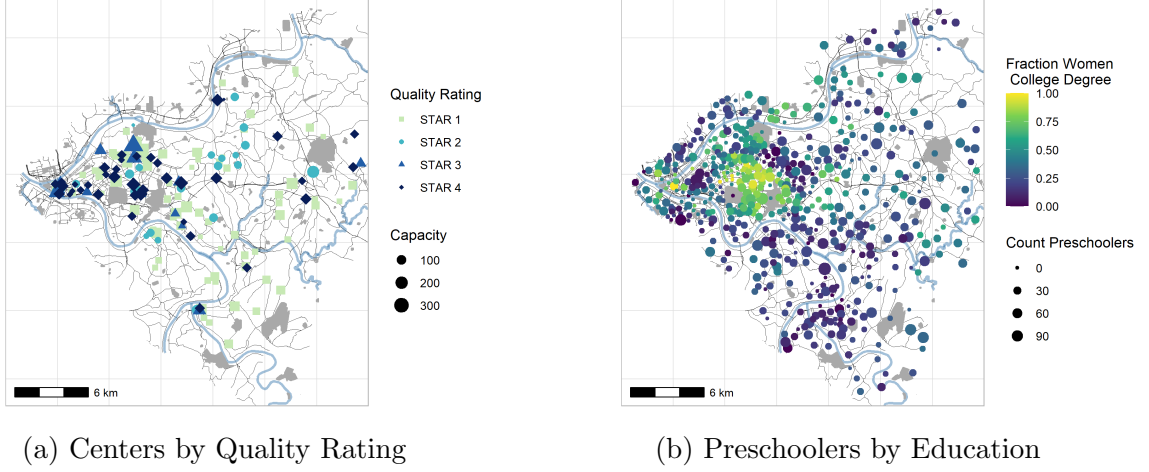 Quality Rating
STAR 1
STAR 2
STAR 3
STAR 4
Capacity
100
200
300
6 km
(a) Centers by Quality Rating
Fraction Women
College Degree
1.00
0.75
0.50
0.25
0.00
Count Preschoolers
0
30
60
90
6 km
(b) Preschoolers by Education